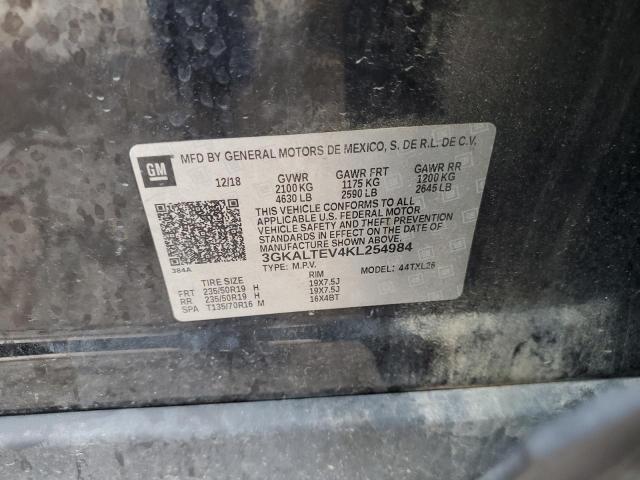 GM
MFD BY GENERAL MOTORS DE MEXICO, S. DE R.L. DE C.V.
12/18 GVWR GAWR FRT GAWR RR
2100 KG 1175 KG 1200 KG
4630 LB 2590 LB 2645 LB
THIS VEHICLE CONFORMS TO ALL
APPLICABLE U.S. FEDERAL MOTOR
VEHICLE SAFETY AND THEFT PREVENTION
STANDARDS IN EFFECT ON THE DATE OF
MANUFACTURE SHOWN ABOVE.
3GKALTEV4KL254984
384A
TYPE: M.P.V. MODEL: 44TXL26
TIRE SIZE RIM
FRT 235/50R19 H 19X7.5J
RR 235/50R19 H 19X7.5J
SPA T135/70R16 M 16X4BT